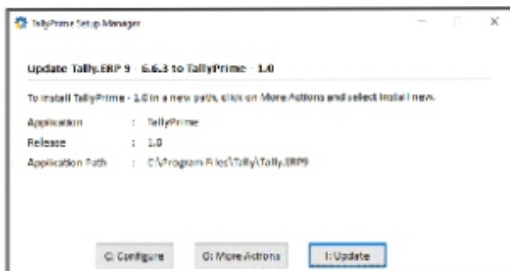 TallyPrime Setup Manager
Update Tally.ERP 9 - 6.6.3 to TallyPrime - 1.0
To install TallyPrime - 1.0 in a new path, click on More Actions and select Install new.
Application : TallyPrime
Release : 1.0
Application Path : C:\Program Files\Tally\Tally.ERP9
C: Configure O: More Actions I: Update